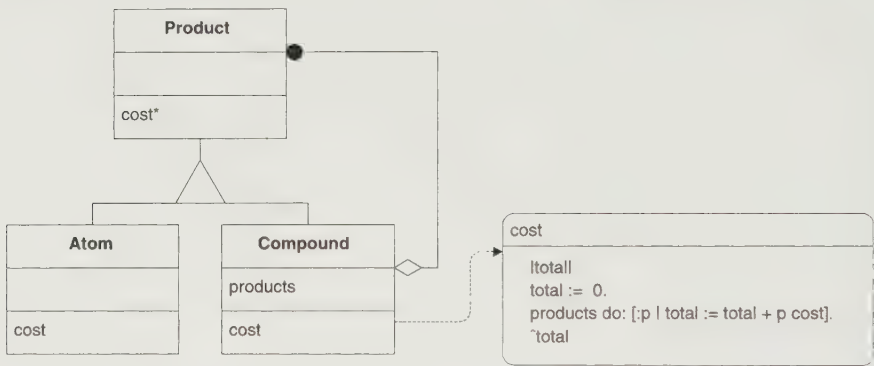 Product
cost*
Atom
cost
Compound
products
cost
cost
|total|
total := 0.
products do: [:p | total := total + p cost].
^total